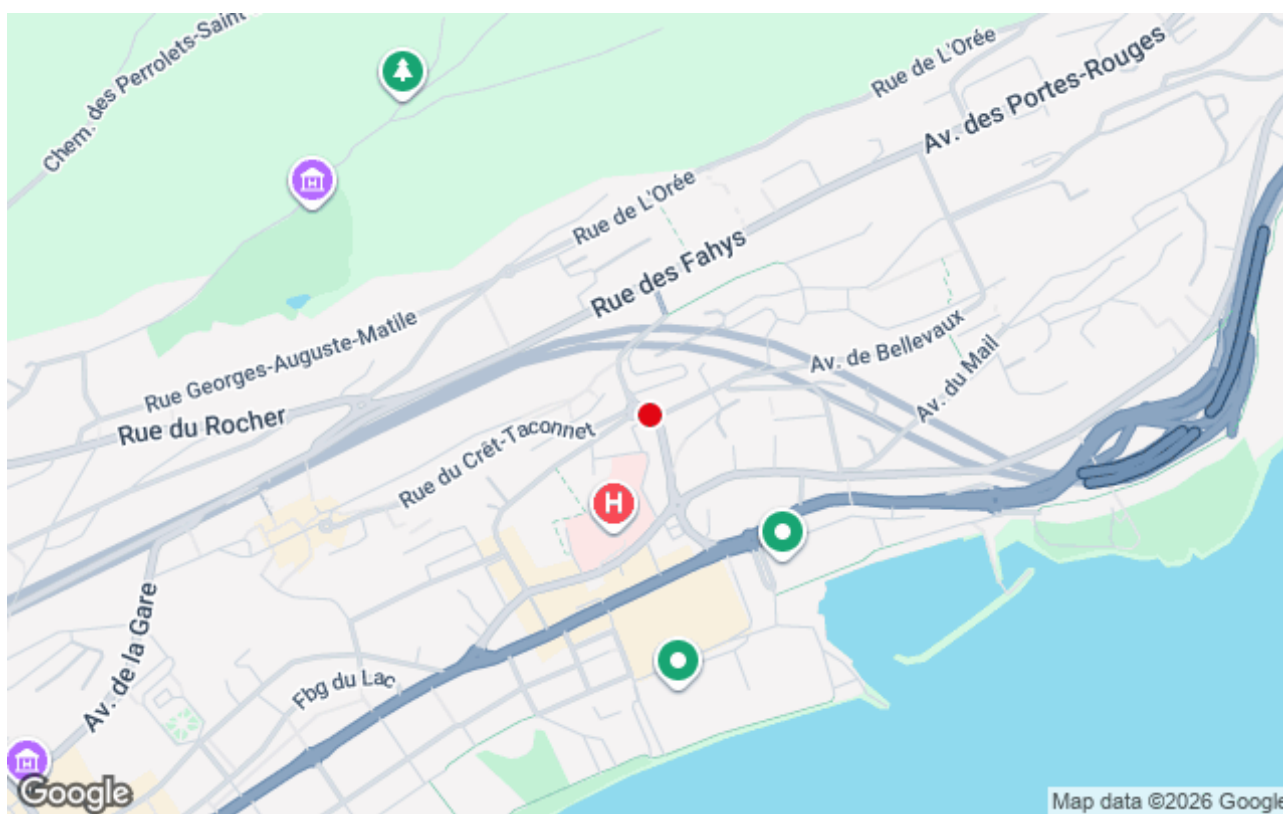 Chem. des Perrolets-Saint
Rue de L'Orée
Av. des Portes-Rouges
Rue de L'Orée
Rue des Fahys
Rue Georges-Auguste-Matile
Av. de Bellevaux
Rue du Rocher
Av. du Mail
Rue du Crêt-Taconnet
H
Av. de la Gare
Fbg du Lac
Google
Map data ©2026 Google